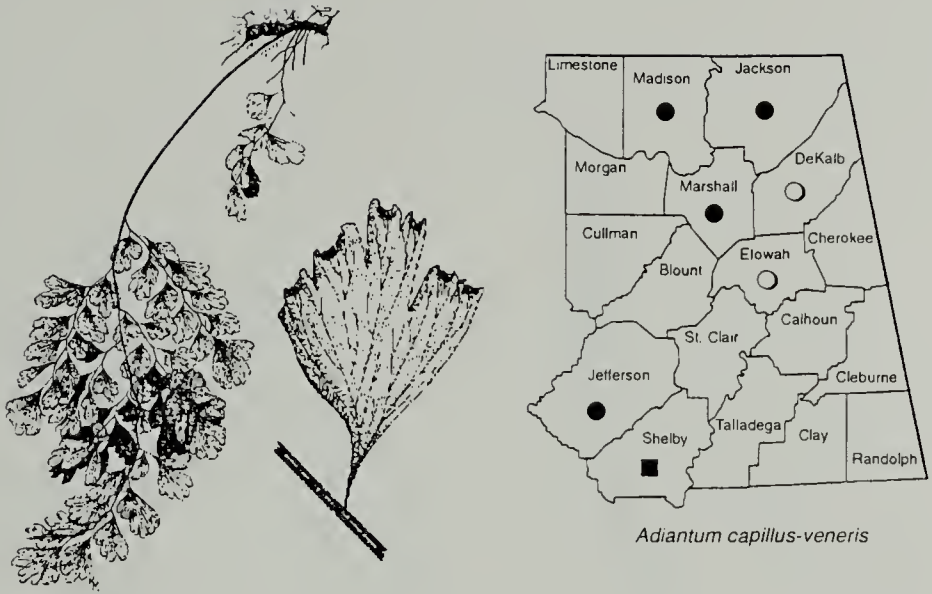 Limestone
Madison
Jackson
Morgan
Marshall
DeKalb
Cullman
Blount
Elowah
Cherokee
St. Clair
Calhoun
Jefferson
Cleburne
Shelby
Talladega
Clay
Randolph
Adiantum capillus-veneris